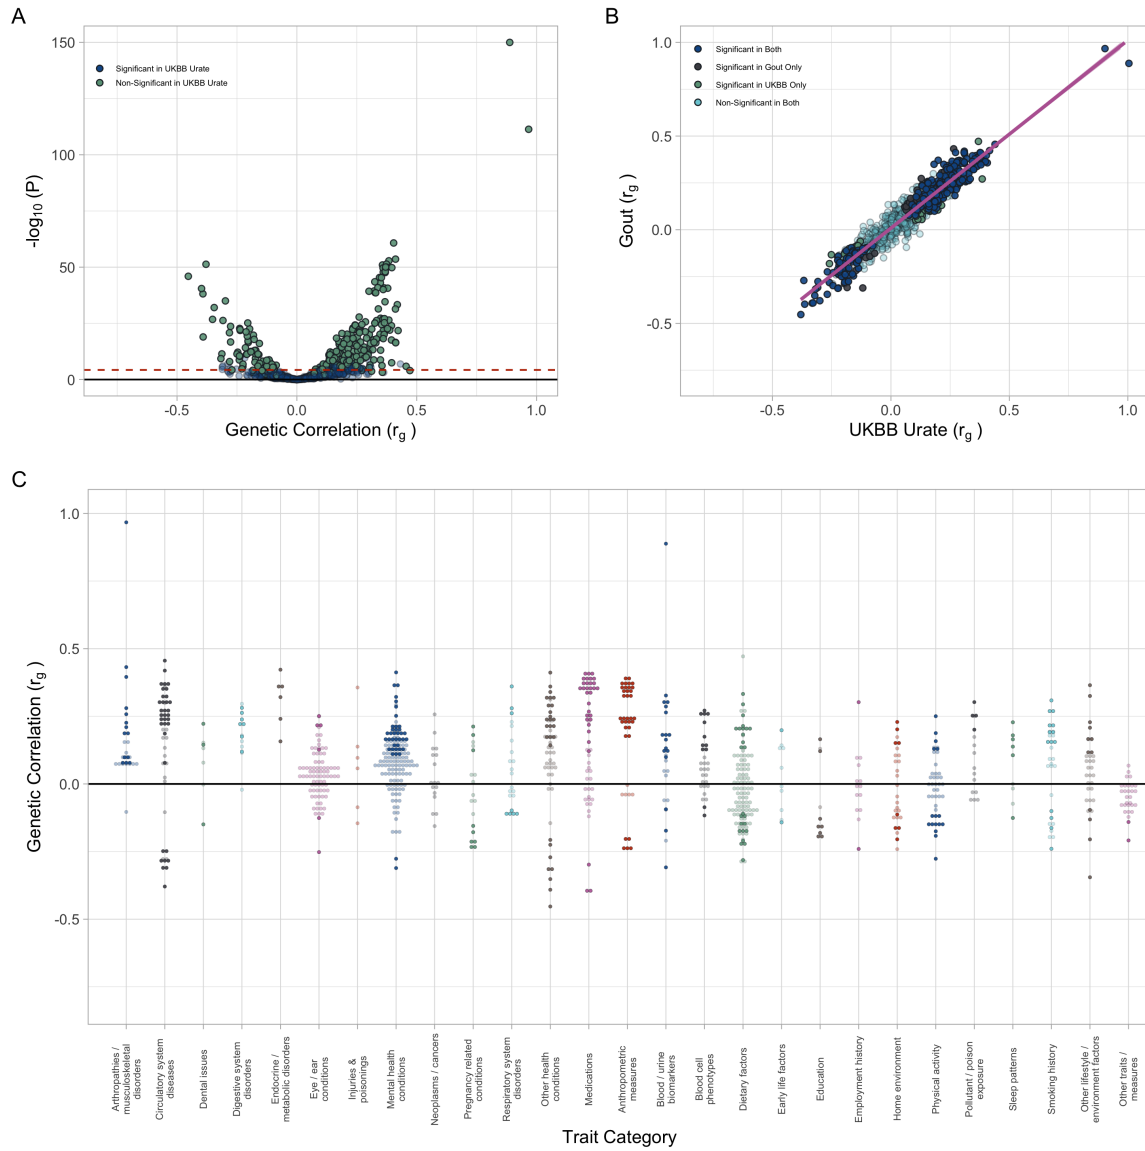 A
150
100
50
0
-log10 (P)
Significant in UKBB Urate
Non-Significant in UKBB Urate
-0.5
0.0
0.5
1.0
Genetic Correlation (rg )
B
1.0
0.5
0.0
-0.5
Gout (rg )
Significant in Both
Significant in Gout Only
Significant in UKBB Only
Non-Significant in Both
-0.5
0.0
0.5
1.0
UKBB Urate (rg )
C
1.0
0.5
0.0
-0.5
Genetic Correlation (rg )
Arthropathies /
musculoskeletal
disorders
Circulatory system
diseases
Dental issues
Digestive system
disorders
Endocrine /
metabolic disorders
Eye / ear
conditions
Injuries &
poisonings
Mental health
conditions
Neoplasms / cancers
Pregnancy related
conditions
Respiratory system
disorders
Other health
conditions
Medications
Anthropometric
measures
Blood / urine
biomarkers
Blood cell
phenotypes
Dietary factors
Early life factors
Education
Employment history
Home environment
Physical activity
Pollutant / poison
exposure
Sleep patterns
Smoking history
Other lifestyle /
enviroment factors
Other traits /
measures
Trait Category